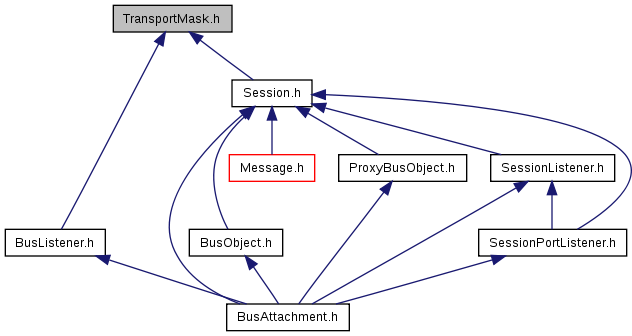 TransportMask.h
Session.h
Message.h
ProxyBusObject.h
SessionListener.h
BusListener.h
BusObject.h
SessionPortListener.h
BusAttachment.h